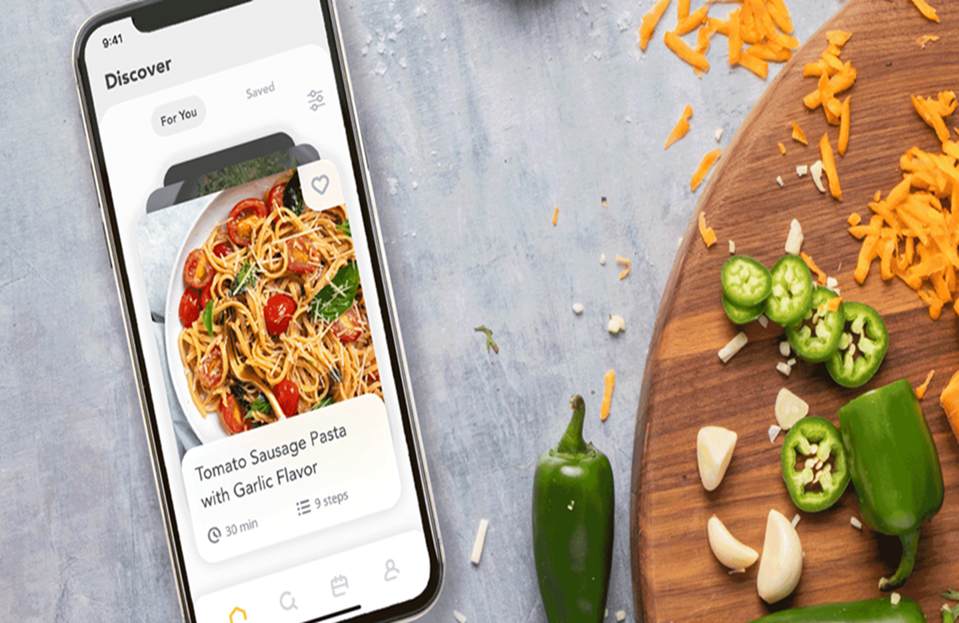 9:41
Discover
For You
Saved
Tomato Sausage Pasta
with Garlic Flavor
30 min
9 steps